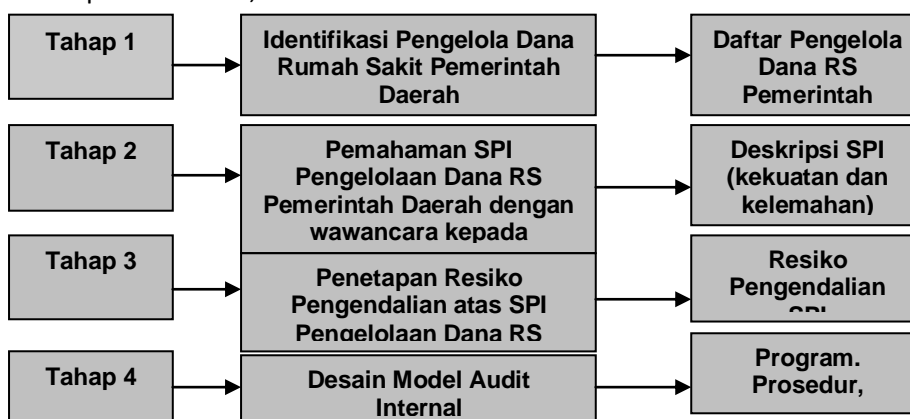 Tahap 1
Identifikasi Pengelola Dana
Rumah Sakit Pemerintah
Daerah
Daftar Pengelola
Dana RS
Pemerintah
Tahap 2
Pemahaman SPI
Pengelolaan Dana RS
Pemerintah Daerah dengan
wawancara kepada
Deskripsi SPI
(kekuatan dan
kelemahan)
Tahap 3
Penetapan Resiko
Pengendalian atas SPI
Pengelolaan Dana RS
Resiko
Pengendalian
SPI
Tahap 4
Desain Model Audit
Internal
Program.
Prosedur,